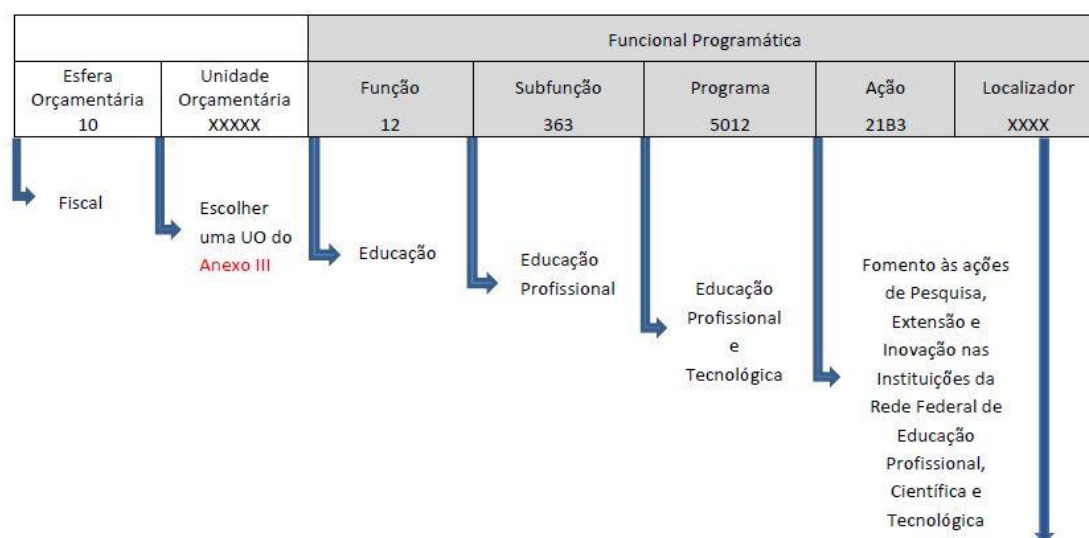 Funcional Programática
Esfera
Orçamentária
10
Unidade
Orçamentária
XXXXX
Função
12
Subfunção
363
Programa
5012
Ação
21B3
Localizador
XXXX
Fiscal
Escolher
uma UO do
Anexo III
Educação
Educação
Profissional
Educação
Profissional
e
Tecnológica
Fomento às ações
de Pesquisa,
Extensão e
Inovação nas
Instituições da
Rede Federal de
Educação
Profissional,
Científica e
Tecnológica